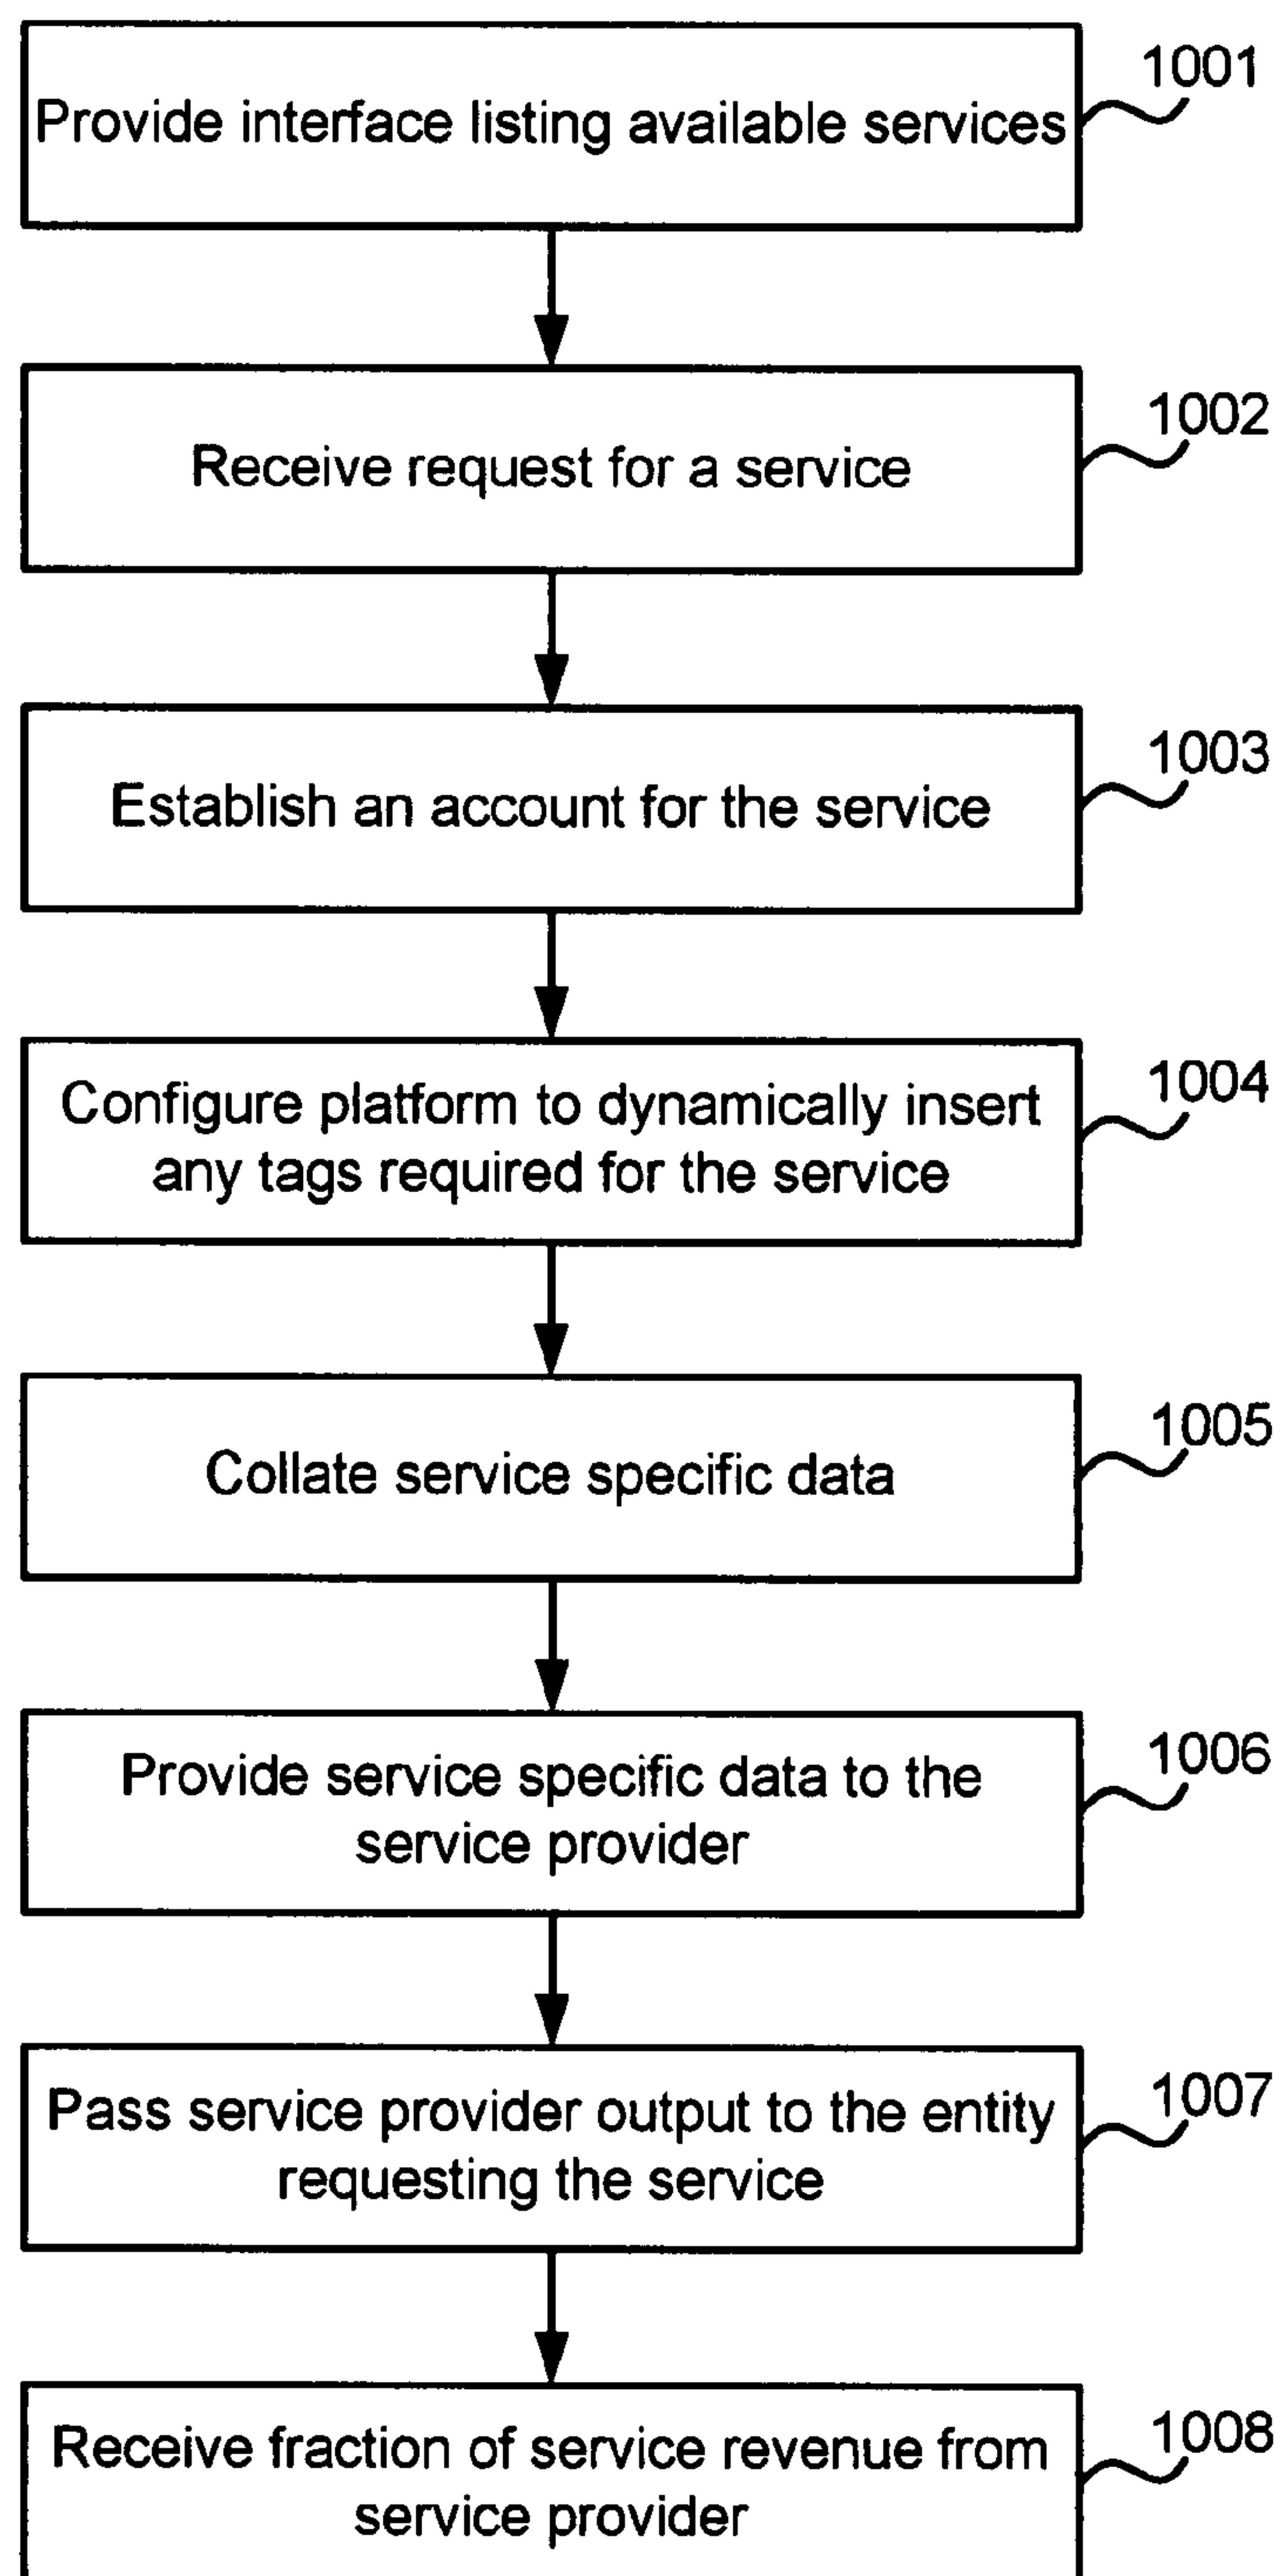 Provide interface listing available services
1001
Receive request for a service
1002
Establish an account for the service
1003
Configure platform to dynamically insert
any tags required for the service
1004
Collate service specific data
1005
Provide service specific data to the
service provider
1006
Pass service provider output to the entity
requesting the service
1007
Receive fraction of service revenue from
service provider
1008